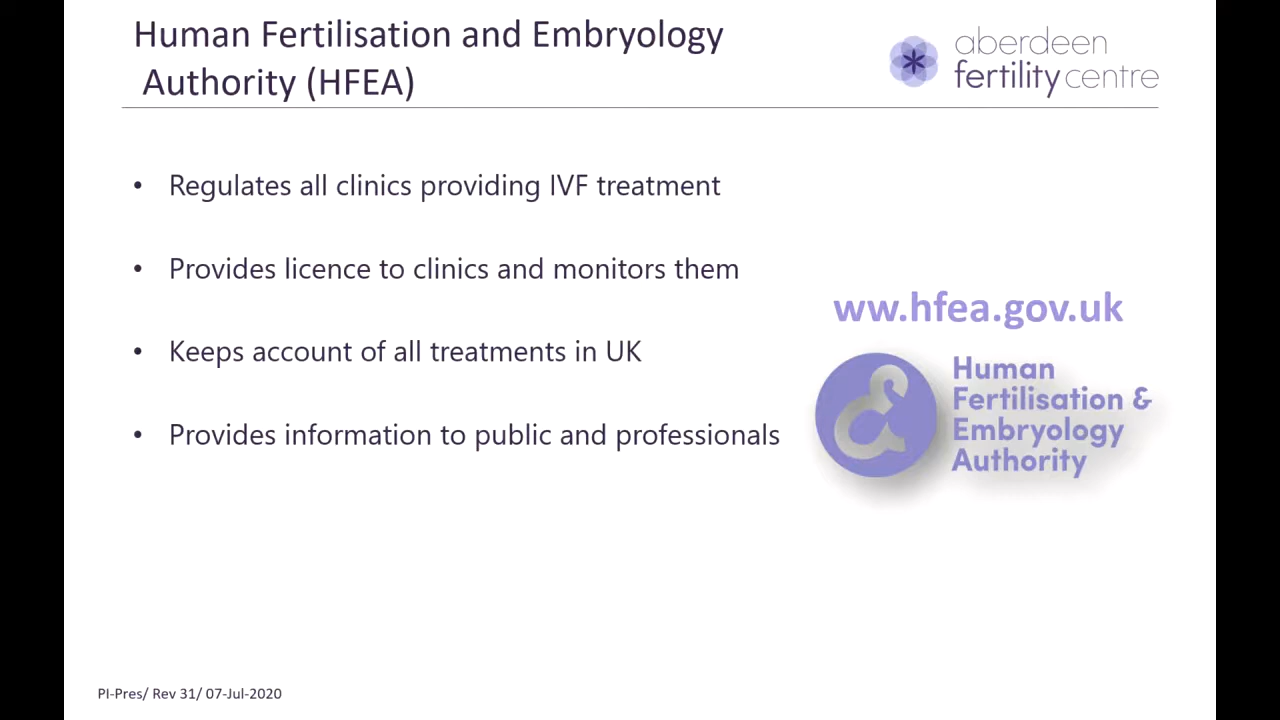 Human Fertilisation and Embryology
Authority (HFEA)
aberdeen
fertility centre
• Regulates all clinics providing IVF treatment
• Provides licence to clinics and monitors them
• Keeps account of all treatments in UK
• Provides information to public and professionals
ww.hfea.gov.uk
Human
Fertilisation &
Embryology
Authority
PI-Pres/ Rev 31/ 07-Jul-2020